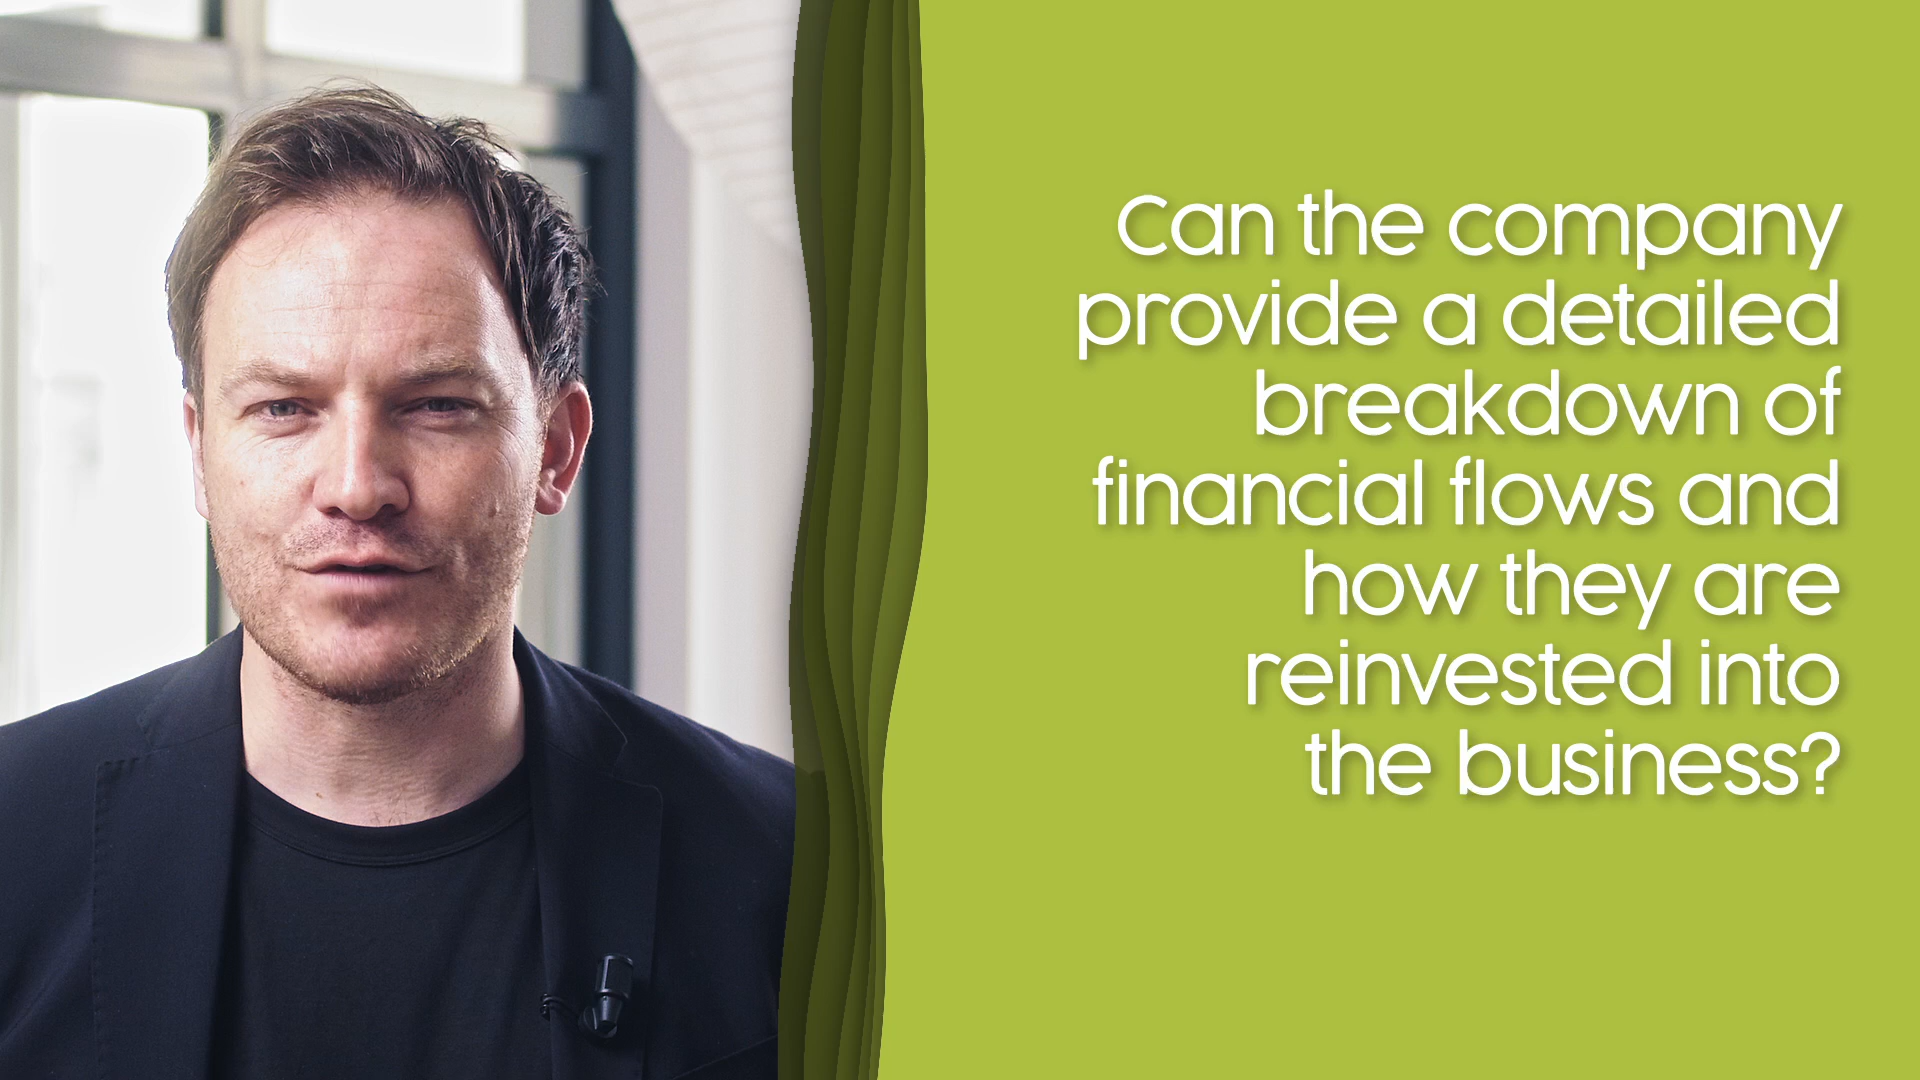 Can the company
provide a detailed
breakdown of
financial flows and
how they are
reinvested into
the business?